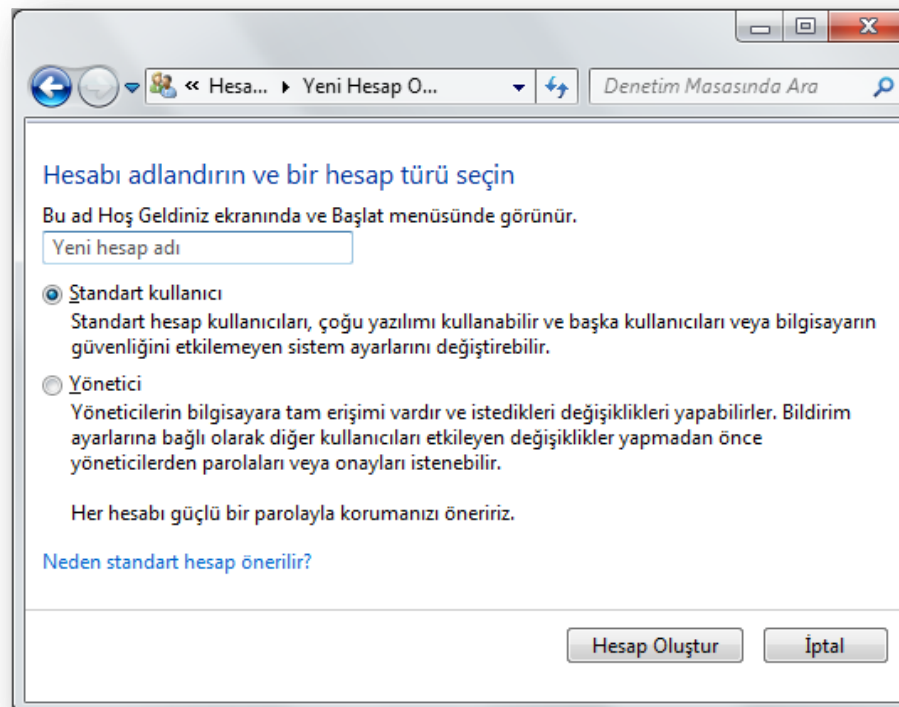 « Hesa... ▸ Yeni Hesap O...
Denetim Masasında Ara
Hesabı adlandırın ve bir hesap türü seçin
Bu ad Hoş Geldiniz ekranında ve Başlat menüsünde görünür.
Yeni hesap adı
Standart kullanıcı
Standart hesap kullanıcıları, çoğu yazılımı kullanabilir ve başka kullanıcıları veya bilgisayarın
güvenliğini etkilemeyen sistem ayarlarını değiştirebilir.
Yönetici
Yöneticilerin bilgisayara tam erişimi vardır ve istedikleri değişiklikleri yapabilirler. Bildirim
ayarlarına bağlı olarak diğer kullanıcıları etkileyen değişiklikler yapmadan önce
yöneticilerden parolaları veya onayları istenebilir.
Her hesabı güçlü bir parolayla korumanızı öneririz.
Neden standart hesap önerilir?
Hesap Oluştur
İptal